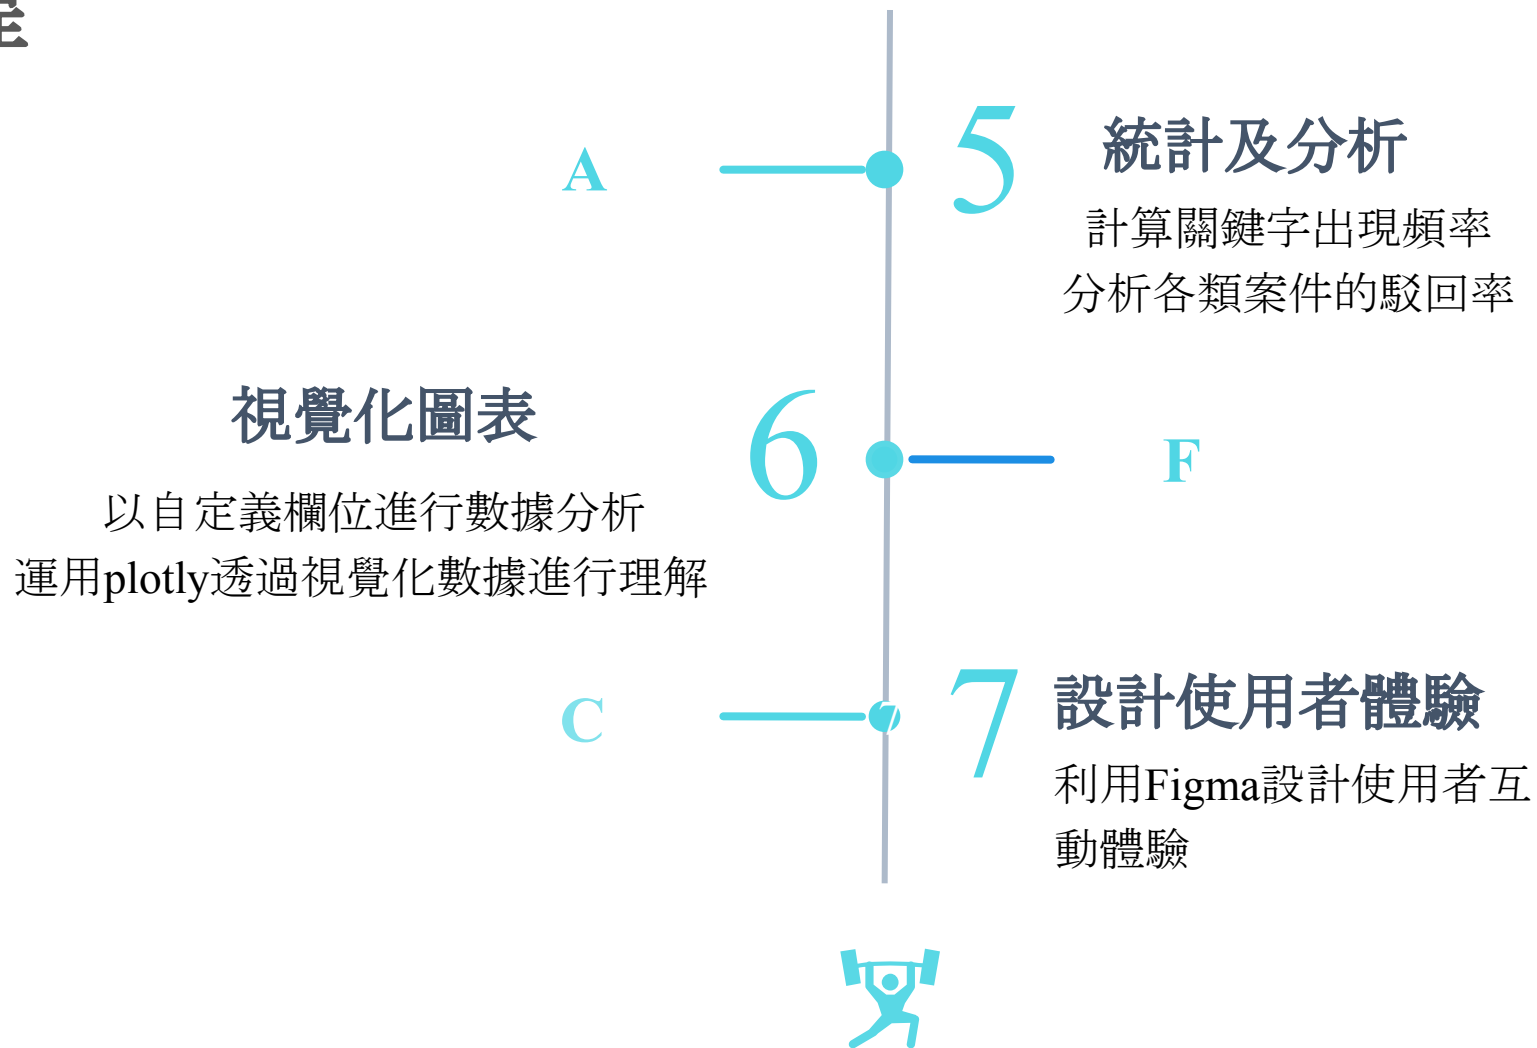 A
5
統計及分析
計算關鍵字出現頻率
分析各類案件的駁回率
視覺化圖表
6
F
以自定義欄位進行數據分析
運用plotly透過視覺化數據進行理解
C
7
7
設計使用者體驗
利用Figma設計使用者互
動體驗